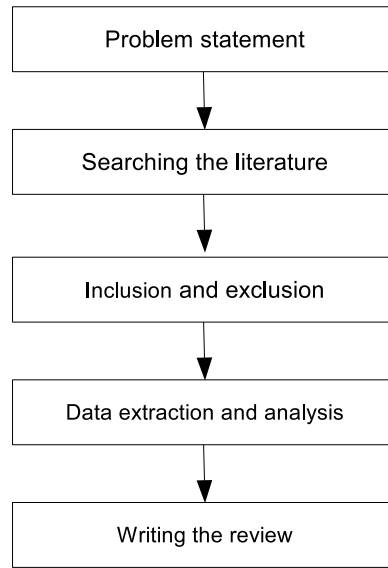 Problem statement
Searching the literature
Inclusion and exclusion
Data extraction and analysis
Writing the review